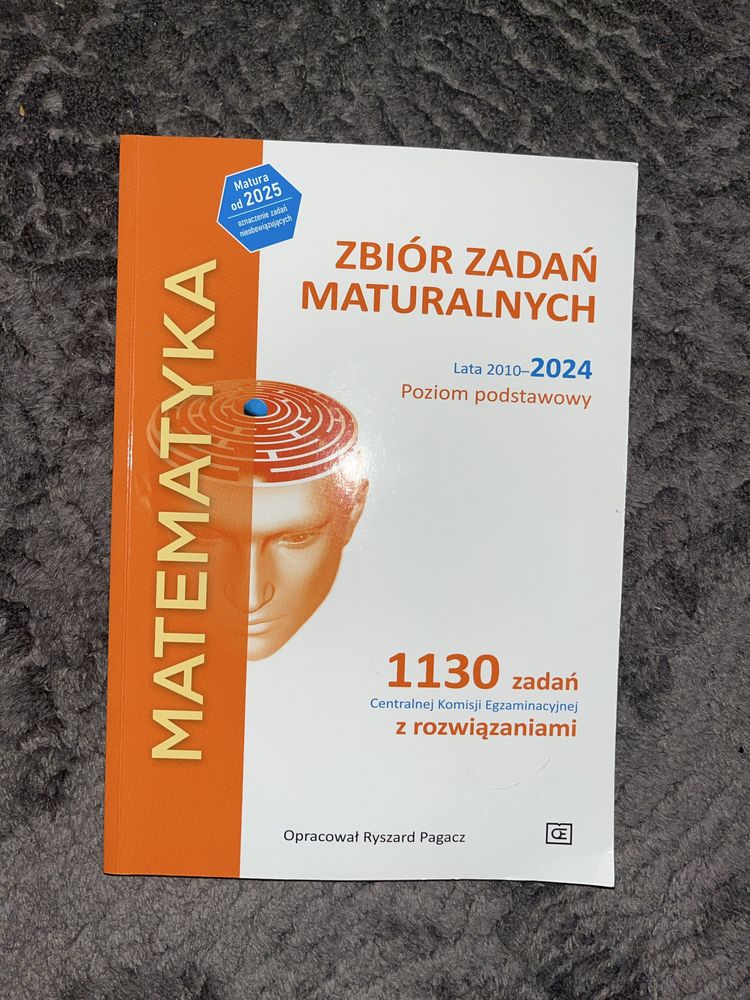 Matura
od 2025
oznaczenie zadań
nieobowiązujących
MATEMATYKA
ZBIÓR ZADAŃ
MATURALNYCH
Lata 2010–2024
Poziom podstawowy
1130 zadań
Centralnej Komisji Egzaminacyjnej
z rozwiązaniami
Opracował Ryszard Pagacz
OE